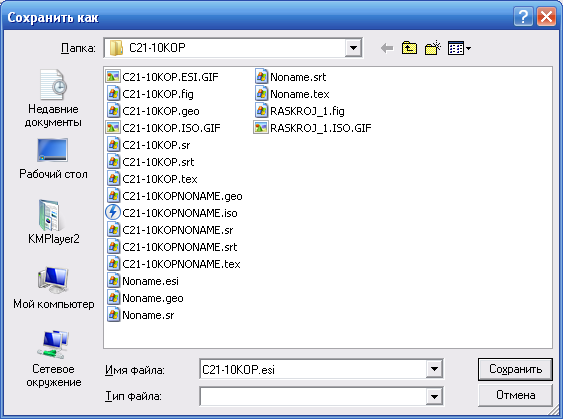 Сохранить как
Папка:
C21-10KOP
Недавние
документы
Рабочий стол
KMPlayer2
Мой компьютер
Сетевое
окружение
C21-10KOP.ESI.GIF
C21-10KOP.fig
C21-10KOP.geo
C21-10KOP.ISO.GIF
C21-10KOP.sr
C21-10KOP.srt
C21-10KOP.tex
C21-10KOPNONAME.geo
C21-10KOPNONAME.iso
C21-10KOPNONAME.sr
C21-10KOPNONAME.srt
C21-10KOPNONAME.tex
Noname.esi
Noname.geo
Noname.sr
Noname.srt
Noname.tex
RASKROJ_1.fig
RASKROJ_1.ISO.GIF
Имя файла:
C21-10KOP.esi
Сохранить
Тип файла:
Отмена